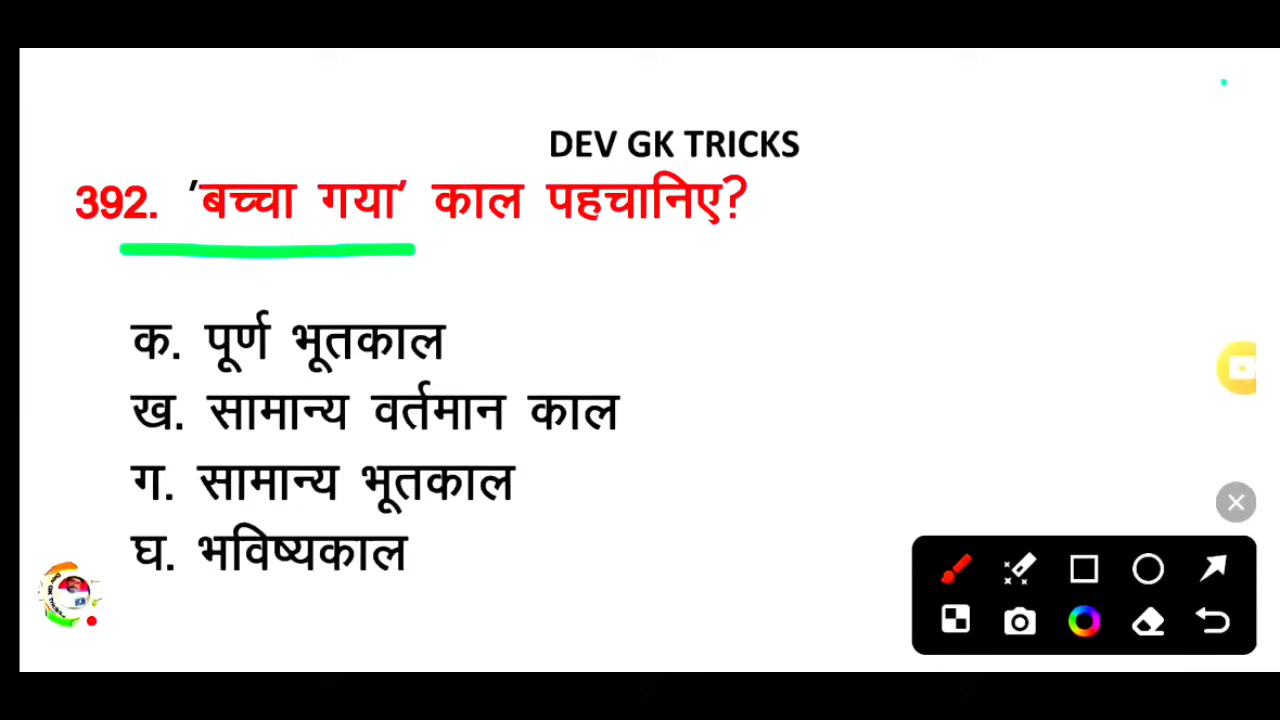 DEV GK TRICKS
392. 'बच्चा गया' काल पहचानिए?
क. पूर्ण भूतकाल
ख. सामान्य वर्तमान काल
ग. सामान्य भूतकाल
घ. भविष्यकाल